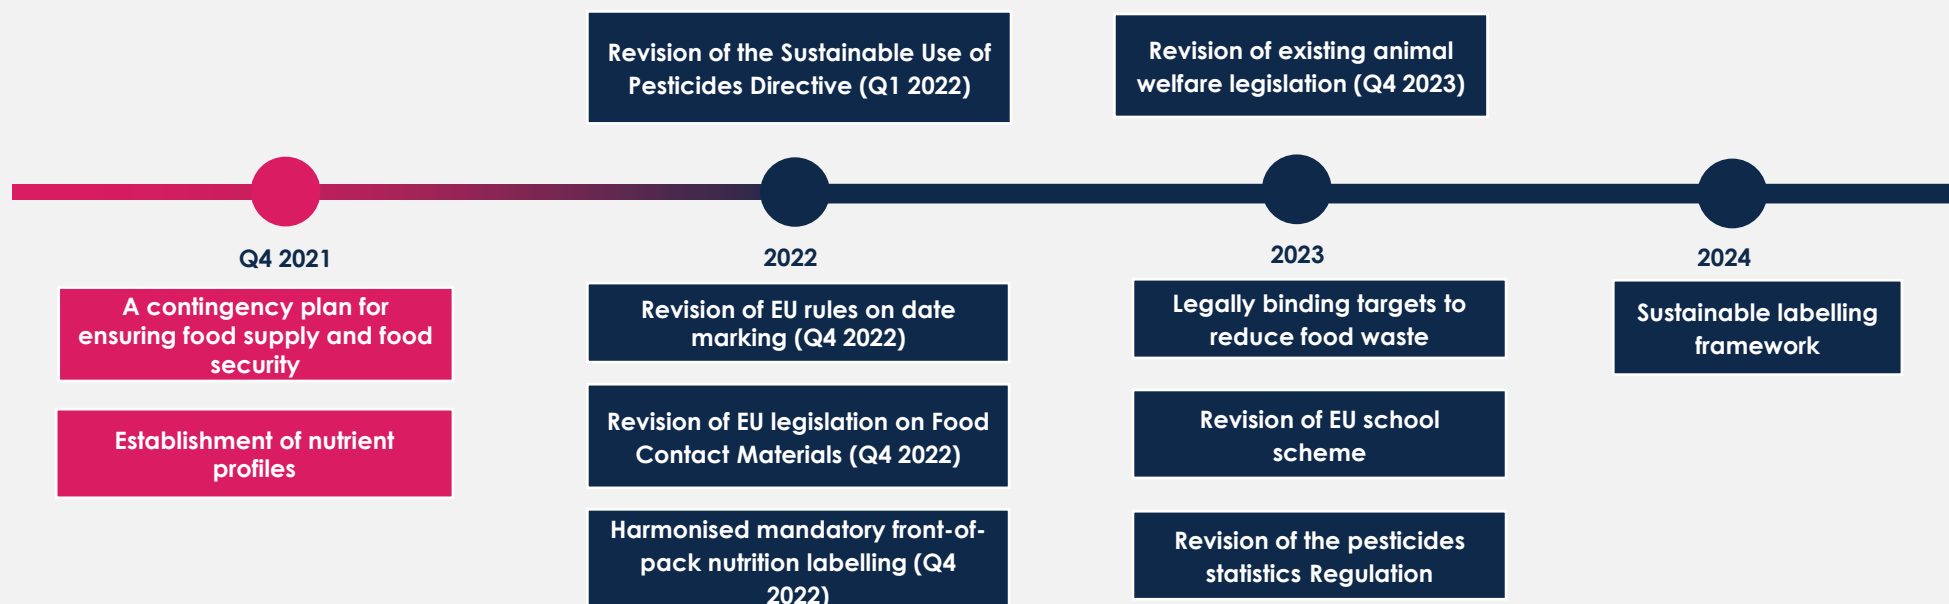 Revision of the Sustainable Use of
Pesticides Directive (Q1 2022)
Revision of existing animal
welfare legislation (Q4 2023)
Q4 2021
2022
2023
2024
A contingency plan for
ensuring food supply and food
security
Establishment of nutrient
profiles
Revision of EU rules on date
marking (Q4 2022)
Revision of EU legislation on Food
Contact Materials (Q4 2022)
Harmonised mandatory front-of-
pack nutrition labelling (Q4
2022)
Legally binding targets to
reduce food waste
Revision of EU school
scheme
Revision of the pesticides
statistics Regulation
Sustainable labelling
framework